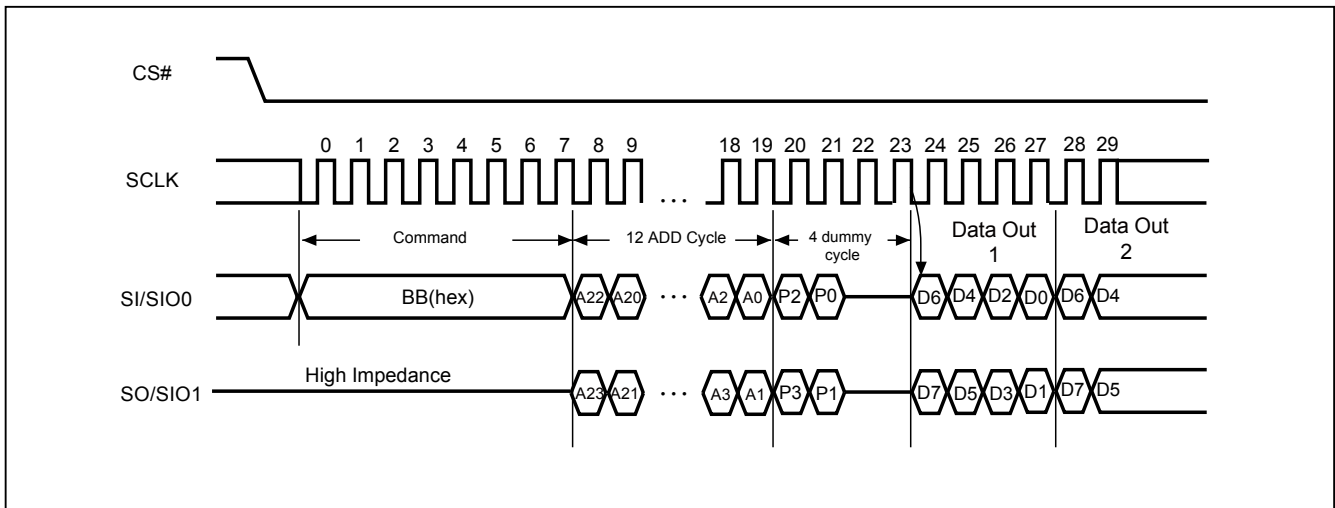 CS#
0 1 2 3 4 5 6 7 8 9 18 19 20 21 22 23 24 25 26 27 28 29
SCLK
...
Command 12 ADD Cycle 4 dummy Data Out Data Out
cycle 1 2
SI/SIO0 BB(hex) A22 A20 ... A2 A0 P2 P0 D6 D4 D2 D0 D6 D4
High Impedance
SO/SIO1 A23 A21 ... A3 A1 P3 P1 D7 D5 D3 D1 D7 D5